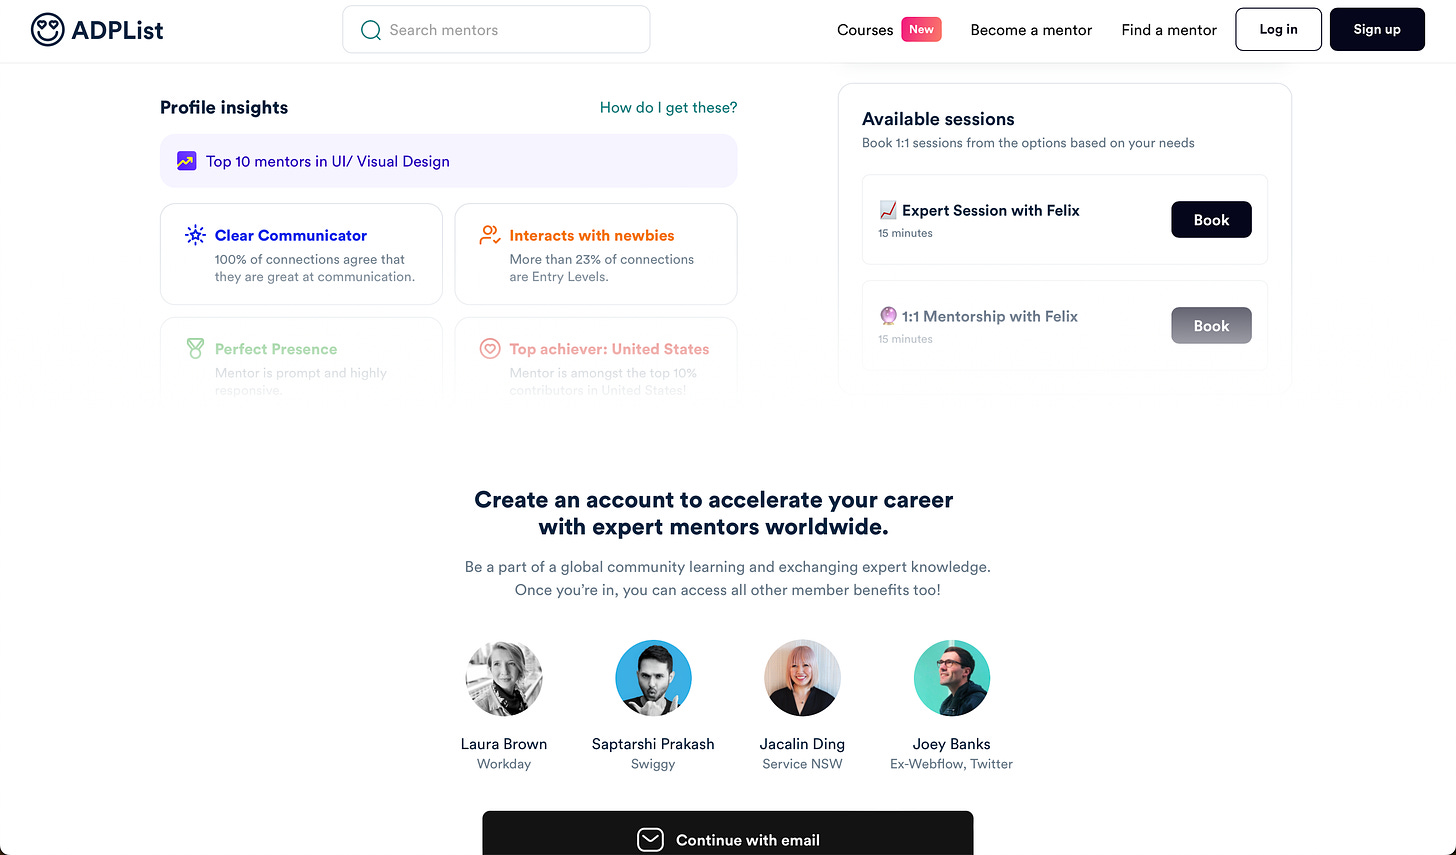 ADPList
Search mentors
Courses New
Become a mentor
Find a mentor
Log in
Sign up
Profile insights
How do I get these?
Top 10 mentors in UI/ Visual Design
Clear Communicator
100% of connections agree that
they are great at communication.
Interacts with newbies
More than 23% of connections
are Entry Levels.
Perfect Presence
Mentor is prompt and highly
responsive.
Top achiever: United States
Mentor is amongst the top 10%
contributors in United States!
Available sessions
Book 1:1 sessions from the options based on your needs
Expert Session with Felix
15 minutes
Book
1:1 Mentorship with Felix
15 minutes
Book
Create an account to accelerate your career
with expert mentors worldwide.
Be a part of a global community learning and exchanging expert knowledge.
Once you’re in, you can access all other member benefits too!
Laura Brown
Workday
Saptarshi Prakash
Swiggy
Jacalin Ding
Service NSW
Joey Banks
Ex-Webflow, Twitter
Continue with email